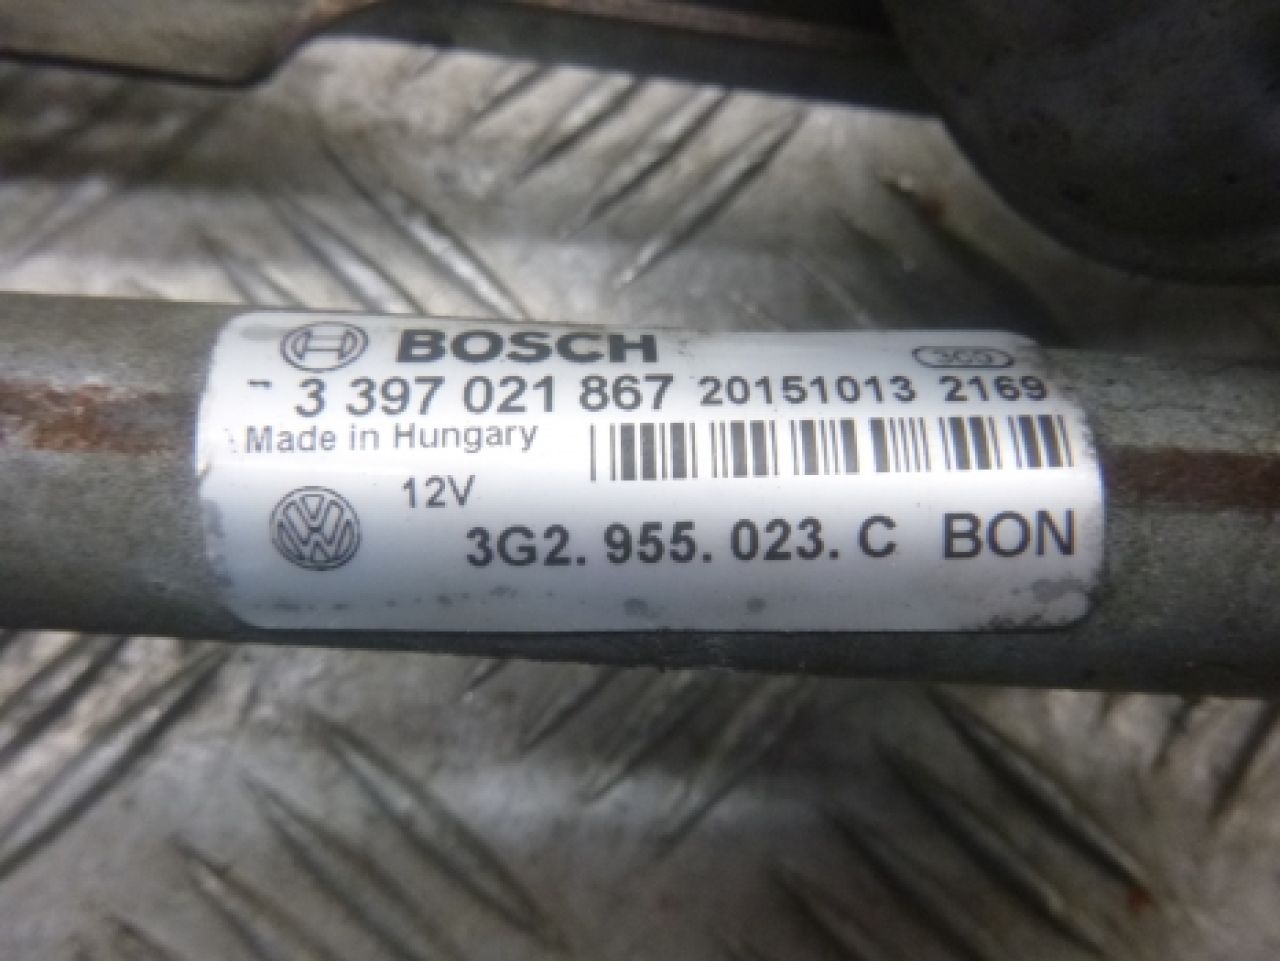 BOSCH
3 397 021 867 20151013 2169
Made in Hungary
12V
3G2. 955. 023. C BON